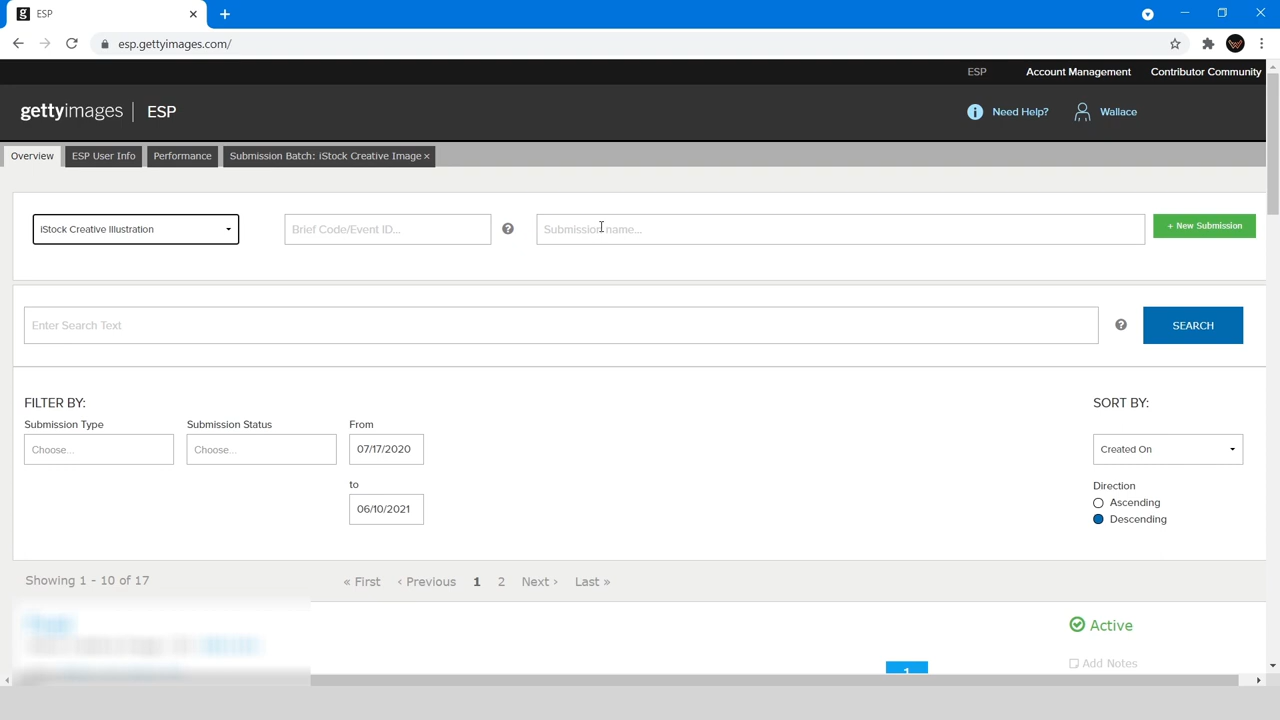 g ESP
esp.gettyimages.com/
ESP Account Management Contributor Community
gettyimages ESP
i Need Help? Wallace
Overview ESP User Info Performance Submission Batch: iStock Creative Image ×
iStock Creative Illustration Brief Code/Event ID... ? Submission name... + New Submission
Enter Search Text ? SEARCH
FILTER BY: SORT BY:
Submission Type Submission Status From
Choose... Choose... 07/17/2020 Created On
to Direction
Ascending
06/10/2021 Descending
Showing 1 - 10 of 17 « First ‹ Previous 1 2 Next › Last »
Active
Add Notes
1